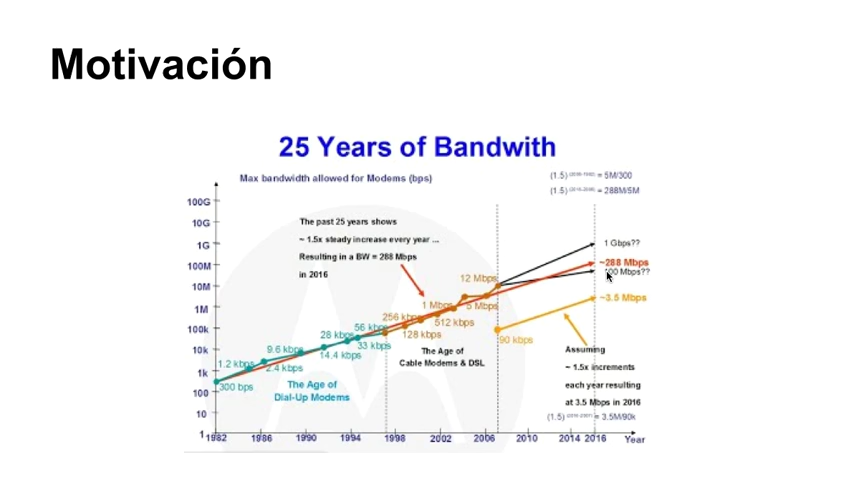 Motivación
25 Years of Bandwith
Max bandwidth allowed for Modems (bps)
= 5M/300
= 288M/5M
100G
10G
1G
100M
10M
1M
100k
10k
1k
100
10
1
The past 25 years shows
~ 1.5x steady increase every year ...
Resulting in a BW = 288 Mbps
in 2016
1 Gbps??
~288 Mbps
100 Mbps??
~3.5 Mbps
12 Mbps
5 Mbps
1 Mbps
512 kbps
256 kbps
128 kbps
56 kbps
33 kbps
28 kbps
14.4 kbps
9.6 kbps
2.4 kbps
1.2 kbps
300 bps
90 kbps
The Age of
Cable Modems & DSL
The Age of
Dial-Up Modems
Assuming
~ 1.5x increments
each year resulting
at 3.5 Mbps in 2016
= 3.5M/90k
1982 1986 1990 1994 1998 2002 2006 2010 2014 2016 Year